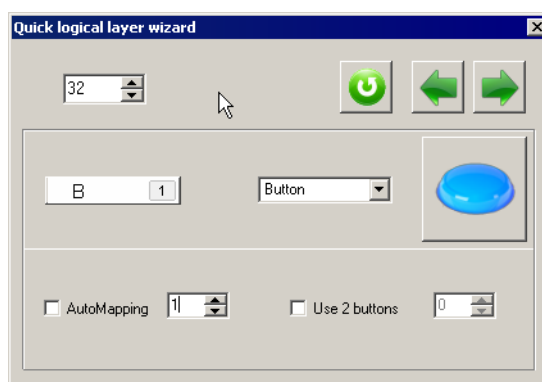 Quick logical layer wizard
32
B 1 Button
AutoMapping 1 Use 2 buttons 0